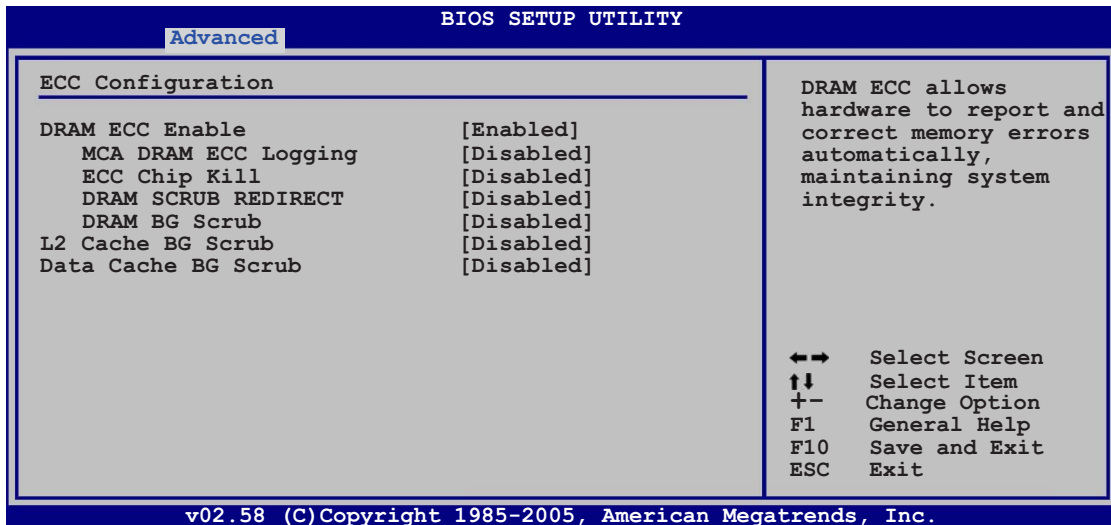 BIOS SETUP UTILITY
Advanced
ECC Configuration
DRAM ECC Enable [Enabled]
MCA DRAM ECC Logging [Disabled]
ECC Chip Kill [Disabled]
DRAM SCRUB REDIRECT [Disabled]
DRAM BG Scrub [Disabled]
L2 Cache BG Scrub [Disabled]
Data Cache BG Scrub [Disabled]
DRAM ECC allows
hardware to report and
correct memory errors
automatically,
maintaining system
integrity.
←→ Select Screen
↑↓ Select Item
+- Change Option
F1 General Help
F10 Save and Exit
ESC Exit
v02.58 (C)Copyright 1985-2005, American Megatrends, Inc.